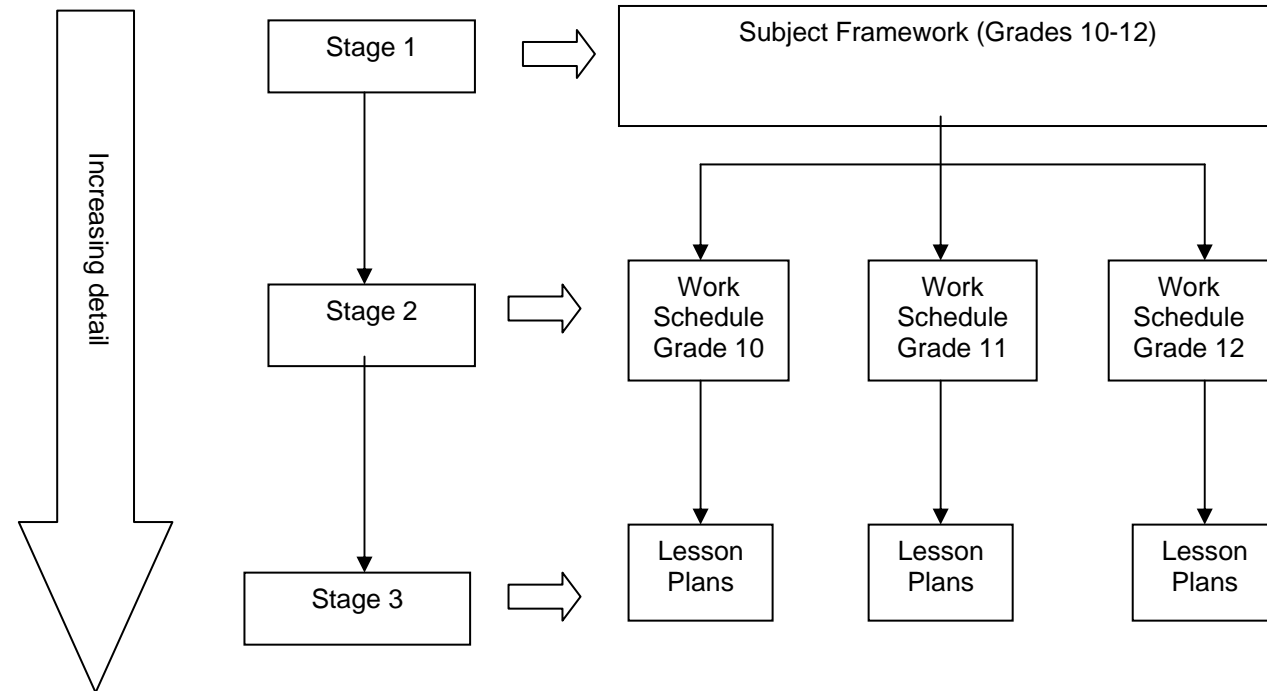 Stage 1
Subject Framework (Grades 10-12)
Increasing detail
Stage 2
Work
Schedule
Grade 10
Work
Schedule
Grade 11
Work
Schedule
Grade 12
Stage 3
Lesson
Plans
Lesson
Plans
Lesson
Plans